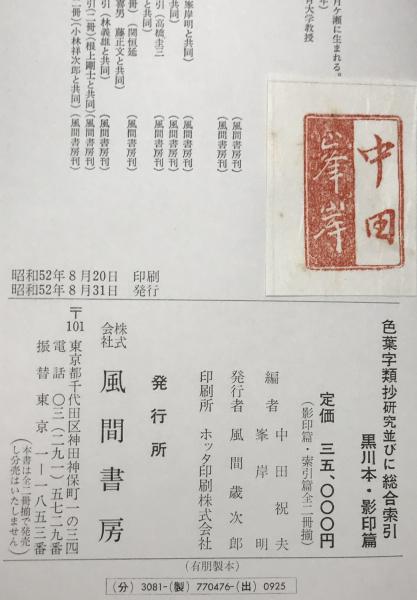 月ヶ瀬に生まれる。
大学教授
峯岸明と共同)
共同)(風間書房刊)
と共同)(風間書房刊)
引(高橋圭三
(風間書房刊)
冊)(関恒延
喜男 藤正文と共同)
(風間書房刊)
引(林義雄と共同)(風間書房刊)
引二冊)(根上剛士と共同)(風間書房刊)
二冊)(小林祥次郎と共同)(風間書房刊)
中田
峯岸
昭和52年8月20日 印刷
昭和52年8月31日 発行
色葉字類抄研究並びに総合索引
黒川本・影印篇
定価 三五、〇〇〇円
(影印篇・索引篇全二冊揃)
編者 中田祝夫
峯岸明
発行者 風間歳次郎
印刷所 ホッタ印刷株式会社
発行所
株式会社 風間書房
〒101 東京都千代田区神田神保町一の三四
電話 〇三(二九一)五七二九番
振替 東京一一一八五三番
(本書は全二冊揃で発売し分売はいたしません)
(有朋製本)
(分) 3081-(製) 770476-(出) 0925